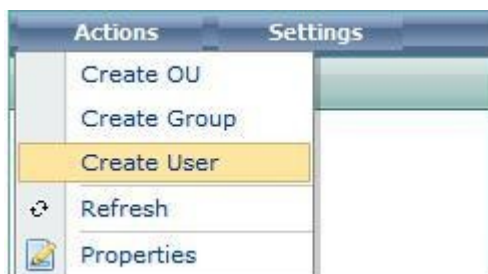 Actions Settings
Create OU
Create Group
Create User
Refresh
Properties